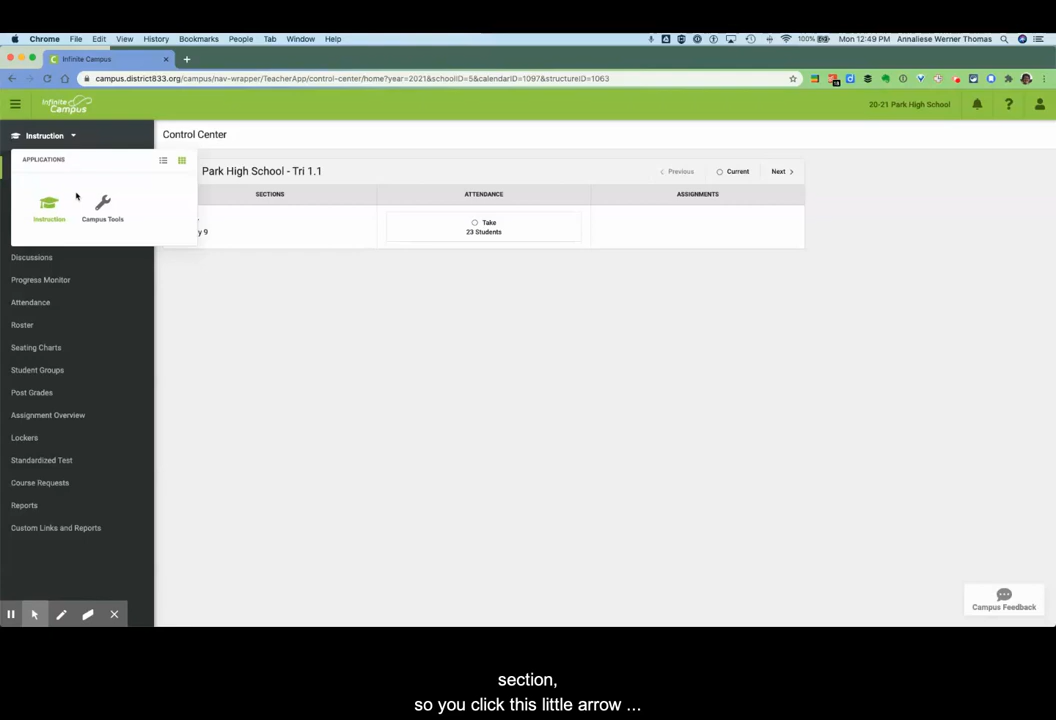 Chrome File Edit View History Bookmarks People Tab Window Help 100% Mon 12:49 PM Annaliese Werner Thomas
Infinite Campus
campus.district833.org/campus/nav-wrapper/TeacherApp/control-center/home?year=2021&schoolID=5&calendarID=1097&structureID=1063
Infinite Campus 20-21 Park High School ?
Instruction Control Center
APPLICATIONS
Park High School - Tri 1.1 Previous Current Next
SECTIONS ATTENDANCE ASSIGNMENTS
Instruction Campus Tools
Take
y 9 23 Students
Discussions
Progress Monitor
Attendance
Roster
Seating Charts
Student Groups
Post Grades
Assignment Overview
Lockers
Standardized Test
Course Requests
Reports
Custom Links and Reports
Campus Feedback
section,
so you click this little arrow ...